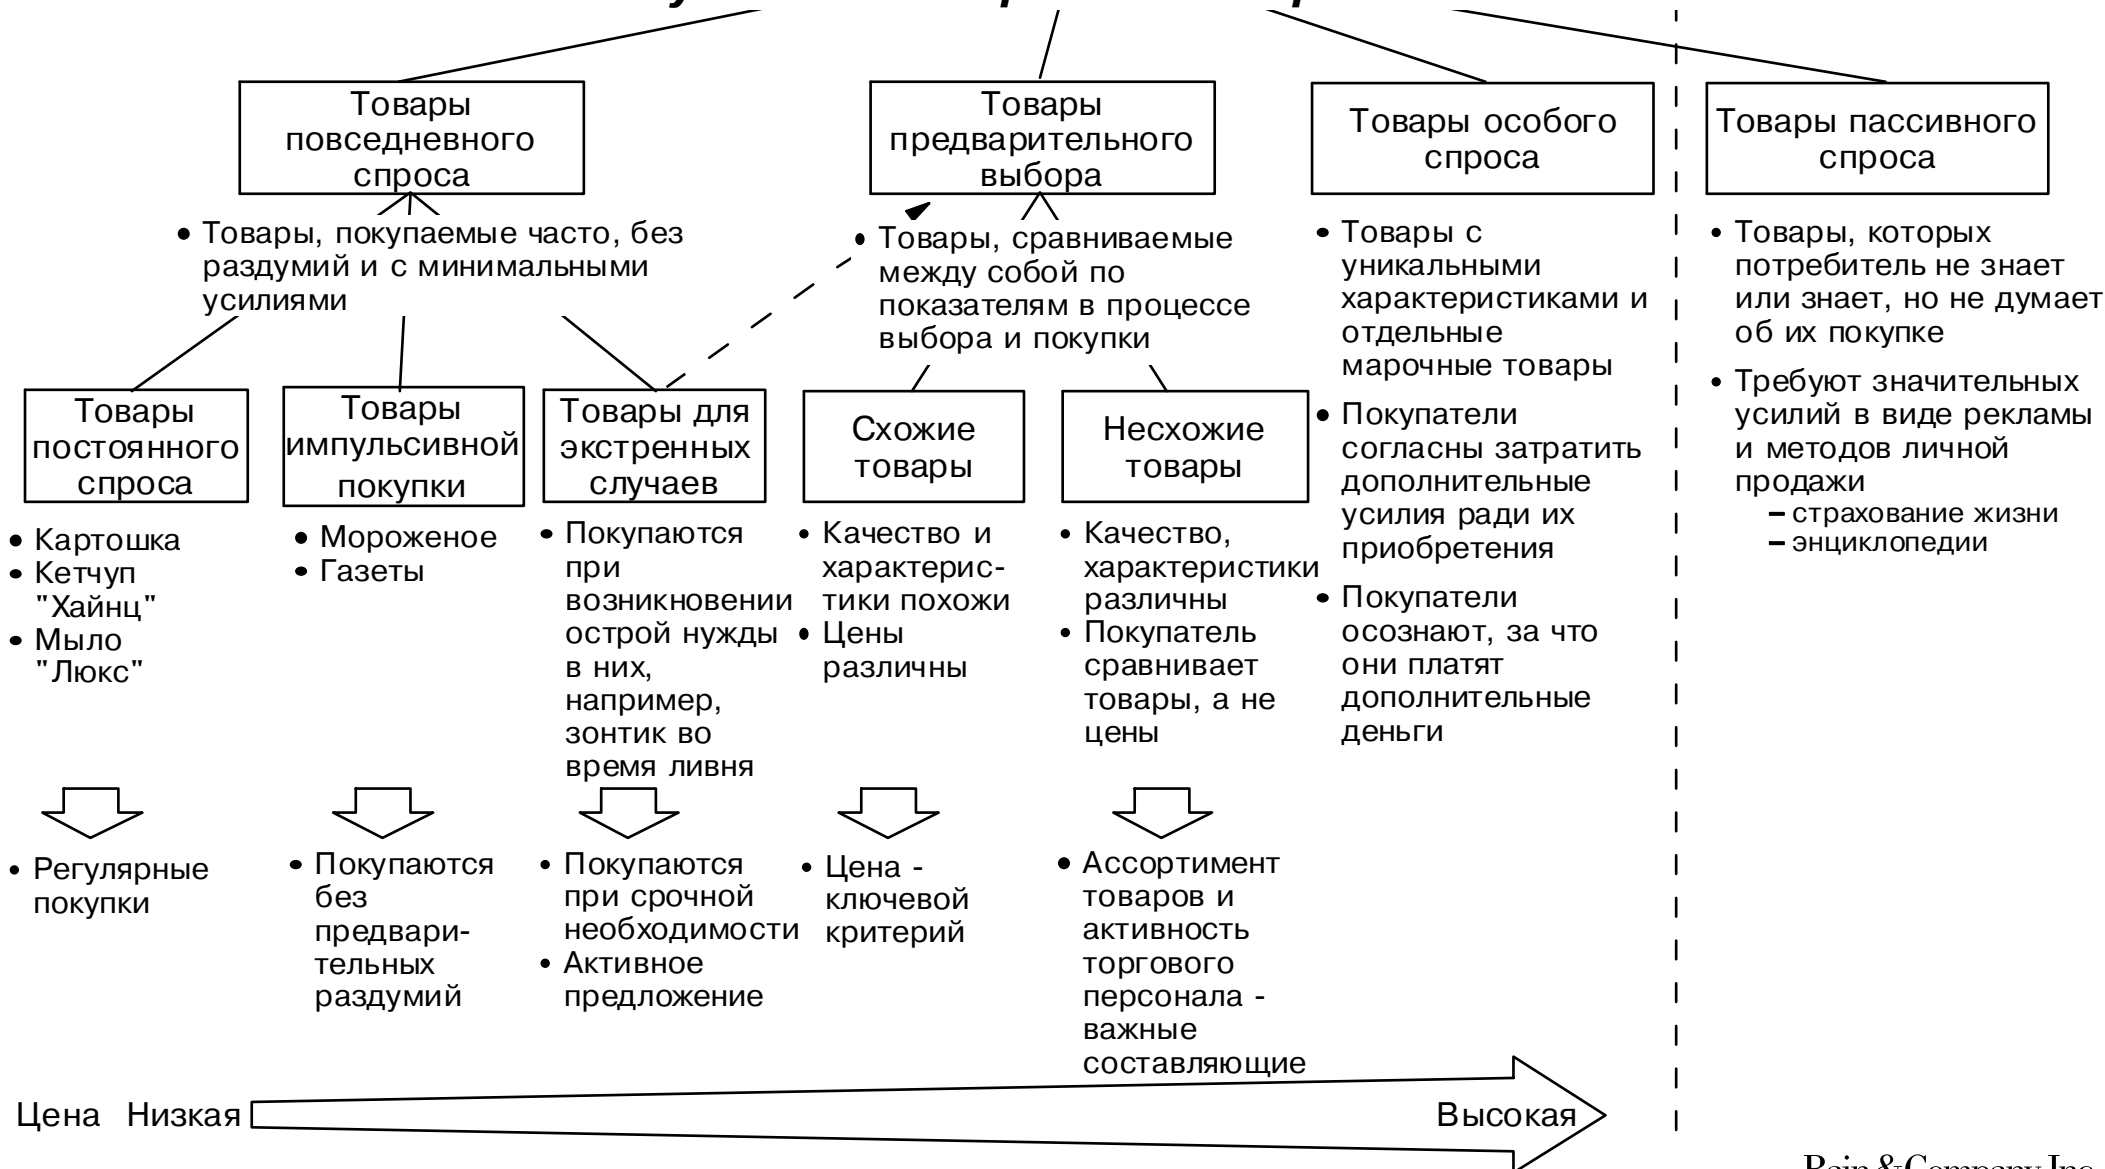 Товары
повседневного
спроса
• Товары, покупаемые часто, без
раздумий и с минимальными
усилиями
Товары
постоянного
спроса
• Картошка
• Кетчуп
"Хайнц"
• Мыло
"Люкс"
• Регулярные
покупки
Товары
импульсивной
покупки
• Мороженое
• Газеты
• Покупаются
без
предвари-
тельных
раздумий
Товары для
экстренных
случаев
• Покупаются
при
возникновении
острой нужды
в них,
например,
зонтик во
время ливня
• Покупаются
при срочной
необходимости
• Активное
предложение
Товары
предварительного
выбора
• Товары, сравниваемые
между собой по
показателям в процессе
выбора и покупки
Схожие
товары
• Качество и
характерис-
тики похожи
• Цены
различны
• Цена -
ключевой
критерий
Несхожие
товары
• Качество,
характеристики
различны
• Покупатель
сравнивает
товары, а не
цены
• Ассортимент
товаров и
активность
торгового
персонала -
важные
составляющие
Товары особого
спроса
• Товары с
уникальными
характеристиками и
отдельные
марочные товары
• Покупатели
согласны затратить
дополнительные
усилия ради их
приобретения
• Покупатели
осознают, за что
они платят
дополнительные
деньги
Товары пассивного
спроса
• Товары, которых
потребитель не знает
или знает, но не думает
об их покупке
• Требуют значительных
усилий в виде рекламы
и методов личной
продажи
– страхование жизни
– энциклопедии
Цена Низкая Высокая
Bain & Company Inc